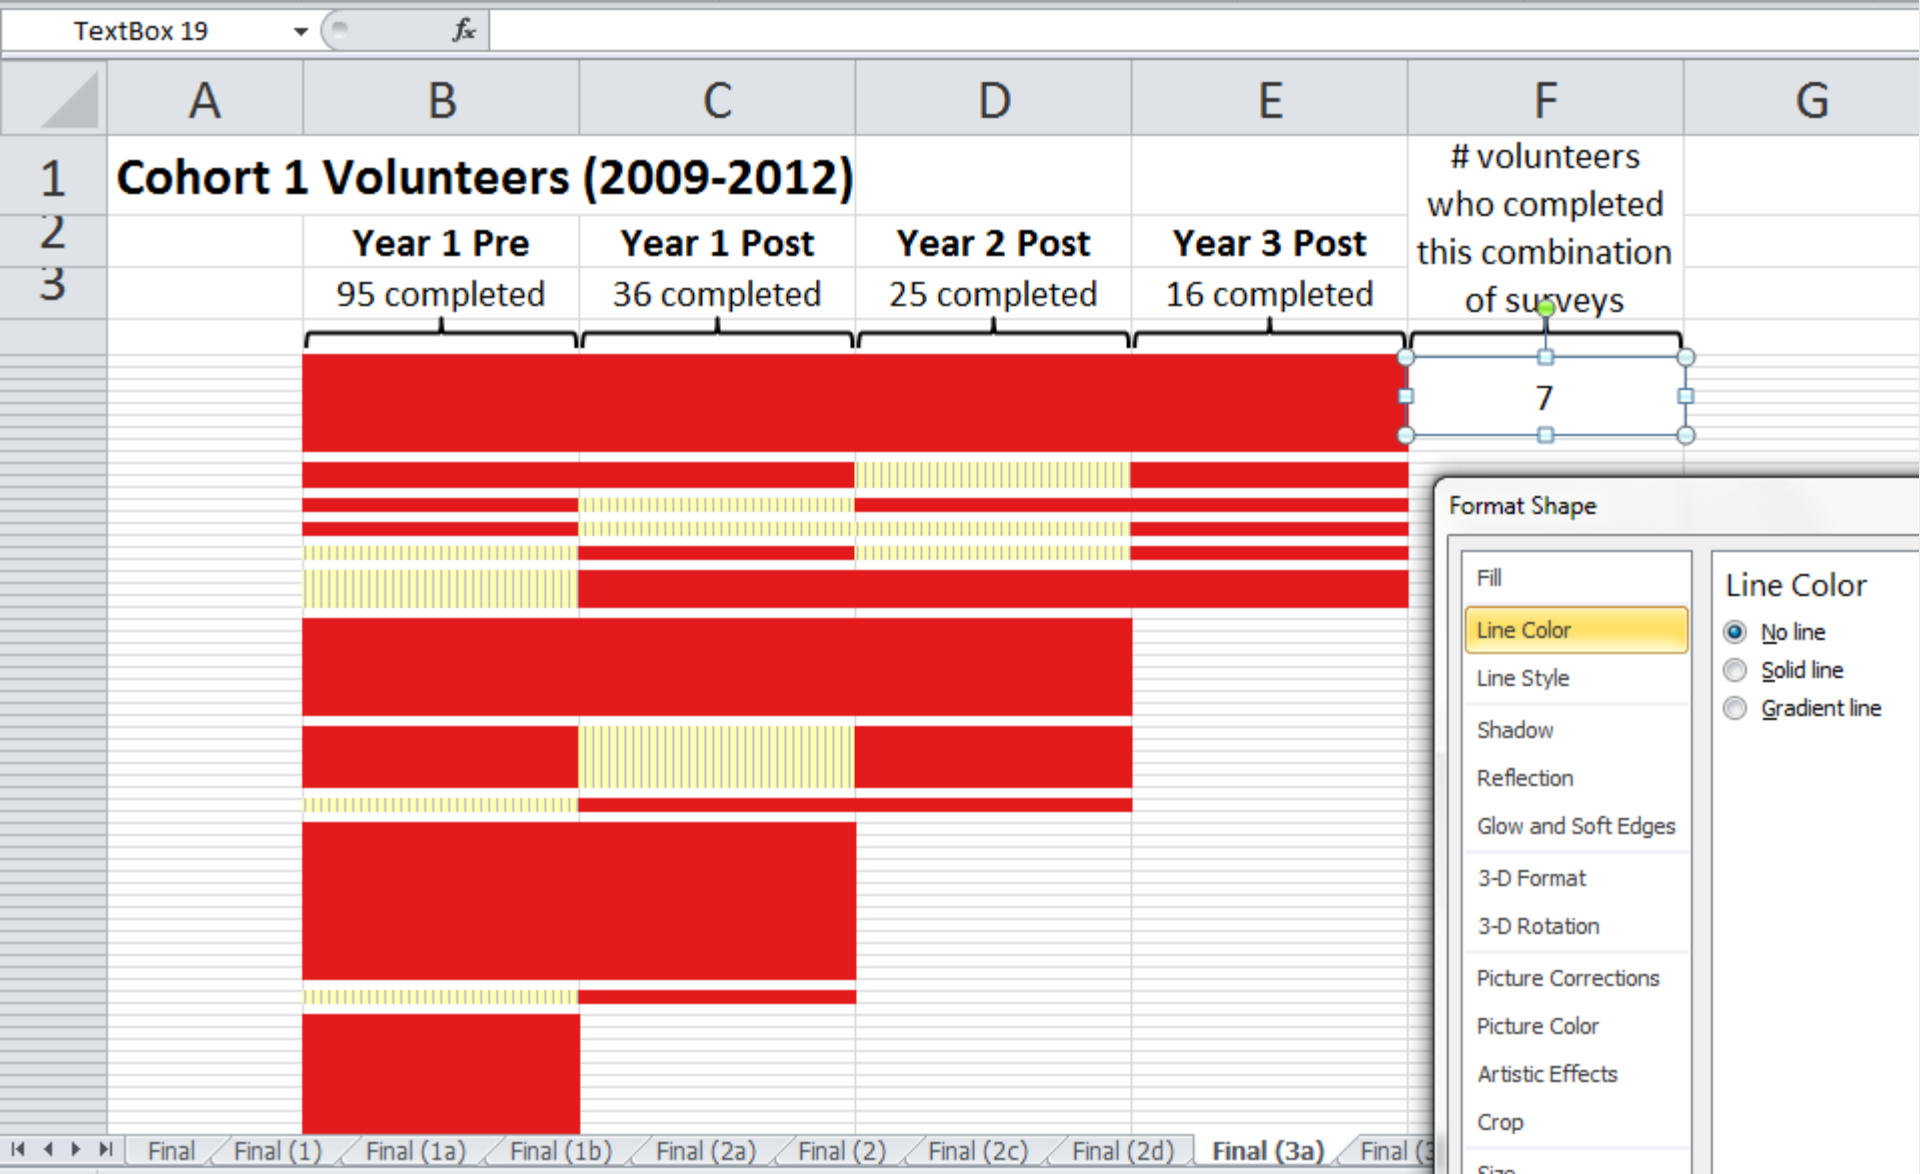 TextBox 19
fx
A B C D E F G
1
Cohort 1 Volunteers (2009-2012)
# volunteers
who completed
this combination
of surveys
2
Year 1 Pre Year 1 Post Year 2 Post Year 3 Post
3
95 completed 36 completed 25 completed 16 completed
7
Format Shape
Fill
Line Color
Line Style
Shadow
Reflection
Glow and Soft Edges
3-D Format
3-D Rotation
Picture Corrections
Picture Color
Artistic Effects
Crop
Size
Line Color
No line
Solid line
Gradient line
Final Final (1) Final (1a) Final (1b) Final (2a) Final (2) Final (2c) Final (2d) Final (3a) Final (3